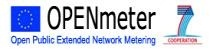 OPENmeter
Open Public Extended Network Metering
COOPERATION